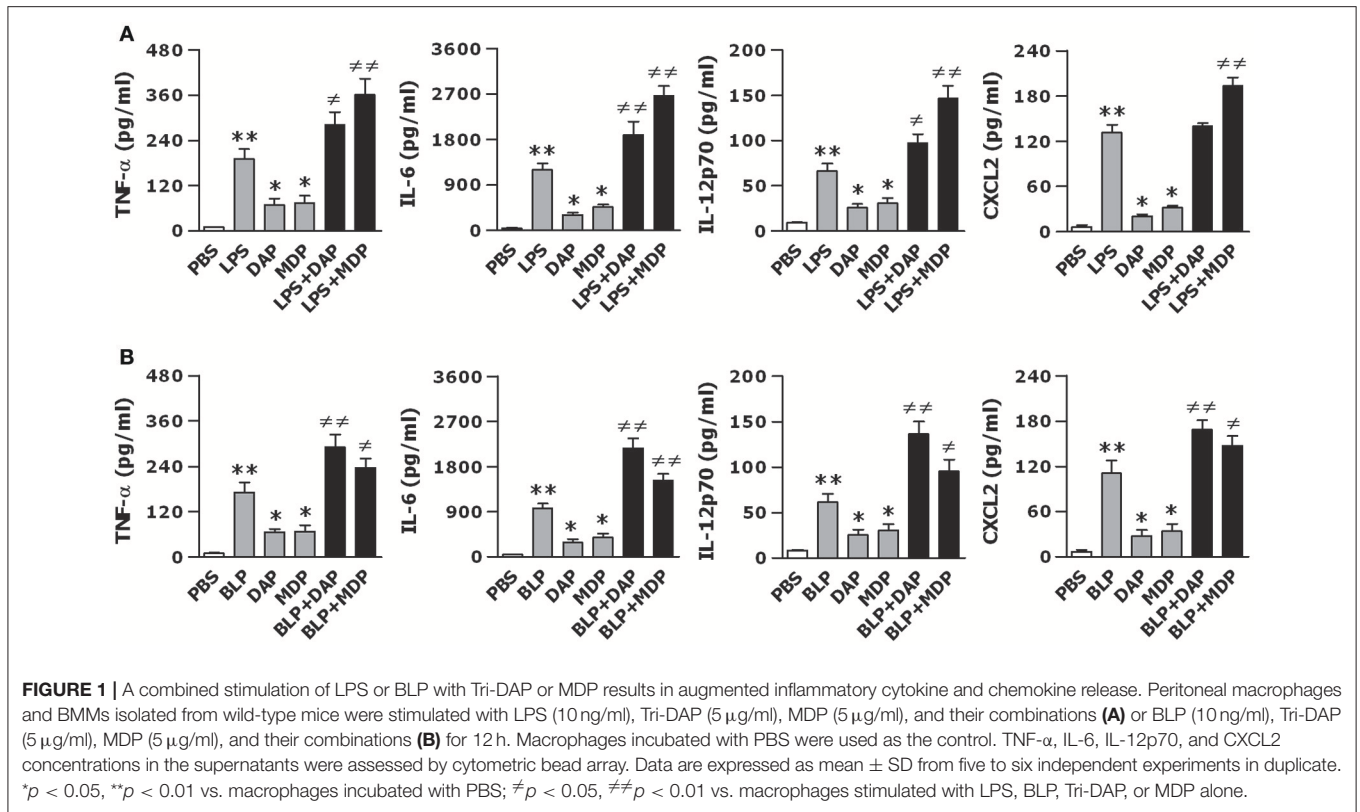 A
TNF-α (pg/ml)
480
360
240
120
0
**
*
*
≠
≠≠
PBS
LPS
DAP
MDP
LPS+DAP
LPS+MDP
IL-6 (pg/ml)
3600
2700
1800
900
0
**
*
*
≠≠
≠≠
PBS
LPS
DAP
MDP
LPS+DAP
LPS+MDP
IL-12p70 (pg/ml)
200
150
100
50
0
**
*
*
≠
≠≠
PBS
LPS
DAP
MDP
LPS+DAP
LPS+MDP
CXCL2 (pg/ml)
240
180
120
60
0
**
*
*
≠≠
PBS
LPS
DAP
MDP
LPS+DAP
LPS+MDP
B
TNF-α (pg/ml)
480
360
240
120
0
**
*
*
≠≠
≠
PBS
BLP
DAP
MDP
BLP+DAP
BLP+MDP
IL-6 (pg/ml)
3600
2700
1800
900
0
**
*
*
≠≠
≠≠
PBS
BLP
DAP
MDP
BLP+DAP
BLP+MDP
IL-12p70 (pg/ml)
200
150
100
50
0
**
*
*
≠≠
≠
PBS
BLP
DAP
MDP
BLP+DAP
BLP+MDP
CXCL2 (pg/ml)
240
180
120
60
0
**
*
*
≠≠
≠
PBS
BLP
DAP
MDP
BLP+DAP
BLP+MDP
FIGURE 1 | A combined stimulation of LPS or BLP with Tri-DAP or MDP results in augmented inflammatory cytokine and chemokine release. Peritoneal macrophages
and BMMs isolated from wild-type mice were stimulated with LPS (10 ng/ml), Tri-DAP (5 μg/ml), MDP (5 μg/ml), and their combinations (A) or BLP (10 ng/ml), Tri-DAP
(5 μg/ml), MDP (5 μg/ml), and their combinations (B) for 12 h. Macrophages incubated with PBS were used as the control. TNF-α, IL-6, IL-12p70, and CXCL2
concentrations in the supernatants were assessed by cytometric bead array. Data are expressed as mean ± SD from five to six independent experiments in duplicate.
*p < 0.05, **p < 0.01 vs. macrophages incubated with PBS; ≠p < 0.05, ≠≠p < 0.01 vs. macrophages stimulated with LPS, BLP, Tri-DAP, or MDP alone.